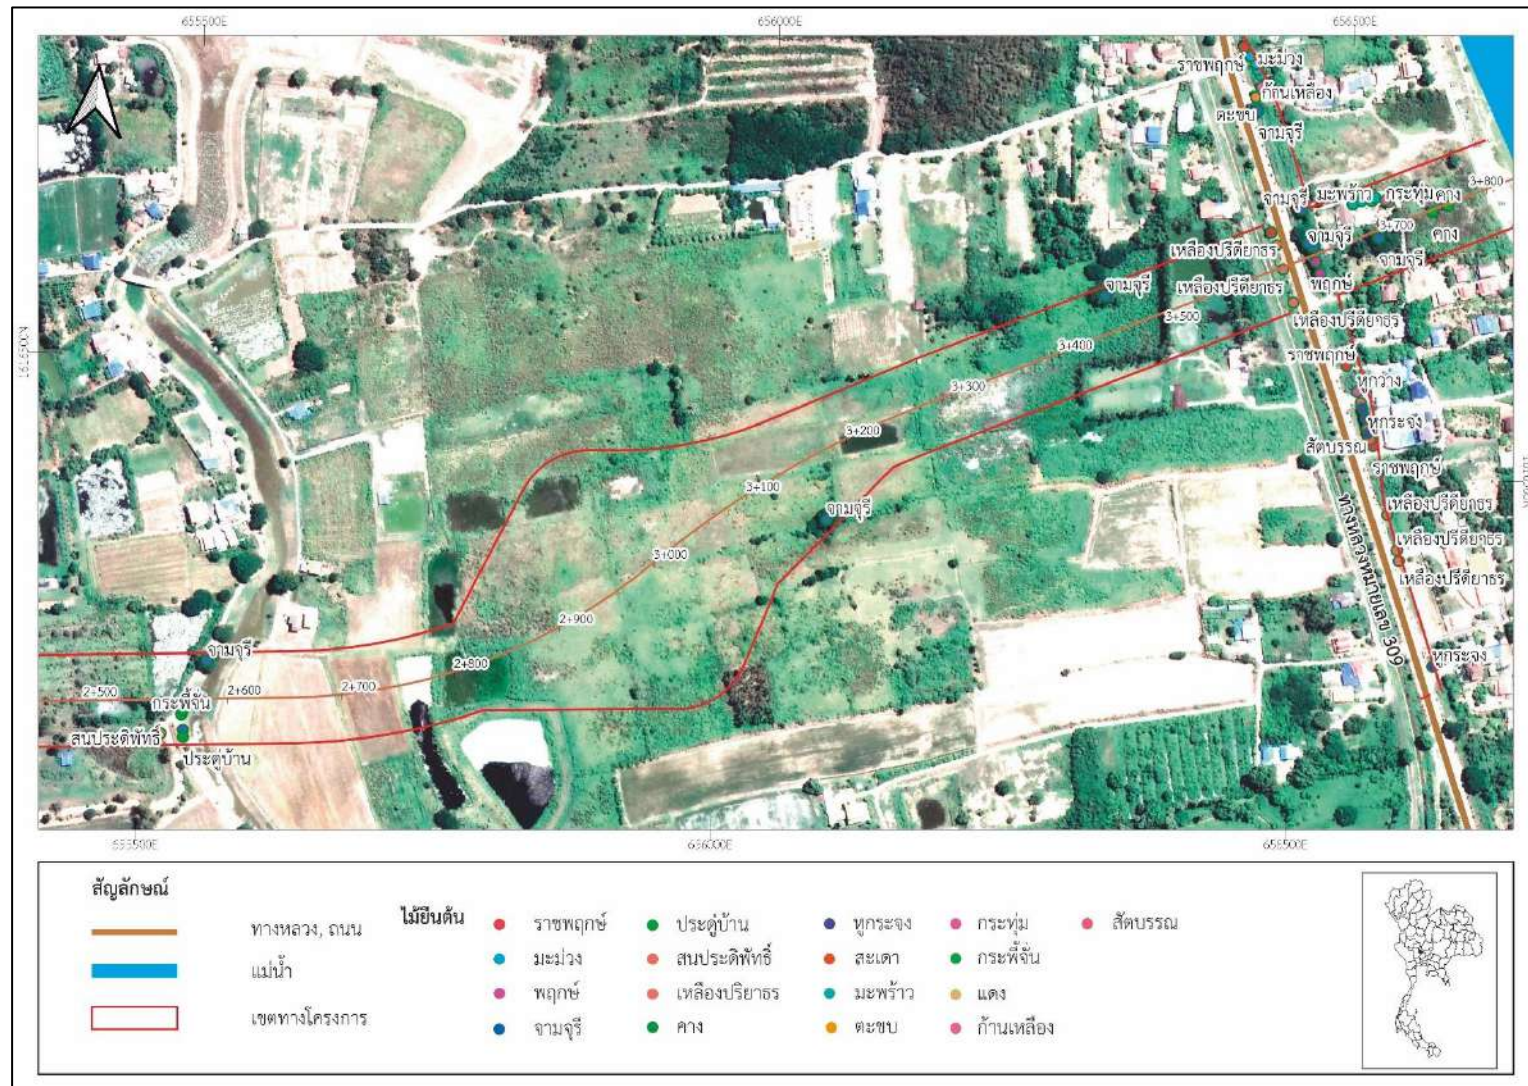 655500E 656000E 656500E
ราชพฤกษ์ มะม่วง
ก้านเหลือง
ตะขบ
จามจุรี
จามจุรี มะพร้าว กระทุ่ม คาง 3+800
จามจุรี 3+700 คาง
เหลืองปรีดียาธร
จามจุรี
พฤกษ์
จามจุรี เหลืองปรีดียาธร
3+500
เหลืองปรีดียาธร
1616500N
3+400 ราชพฤกษ์
3+300 หูกวาง
3+200 หูกระจง
สัตบรรณ
ราชพฤกษ์
3+100
จามจุรี เหลืองปรีดียาธร
3+000 เหลืองปรีดียาธร
เหลืองปรีดียาธร
ทางหลวงหมายเลข 309
2+900
จามจุรี 2+800 หูกระจง
2+500 2+600 2+700
กระพี้จั่น
สนประดิพัทธิ์
ประดู่บ้าน
655500E 656000E 656500E
สัญลักษณ์
ทางหลวง, ถนน
แม่น้ำ
เขตทางโครงการ
ไม้ยืนต้น
ราชพฤกษ์ ประดู่บ้าน หูกระจง กระทุ่ม สัตบรรณ
มะม่วง สนประดิพัทธิ์ สะเดา กระพี้จั่น
พฤกษ์ เหลืองปริยาธร มะพร้าว แดง
จามจุรี คาง ตะขบ ก้านเหลือง